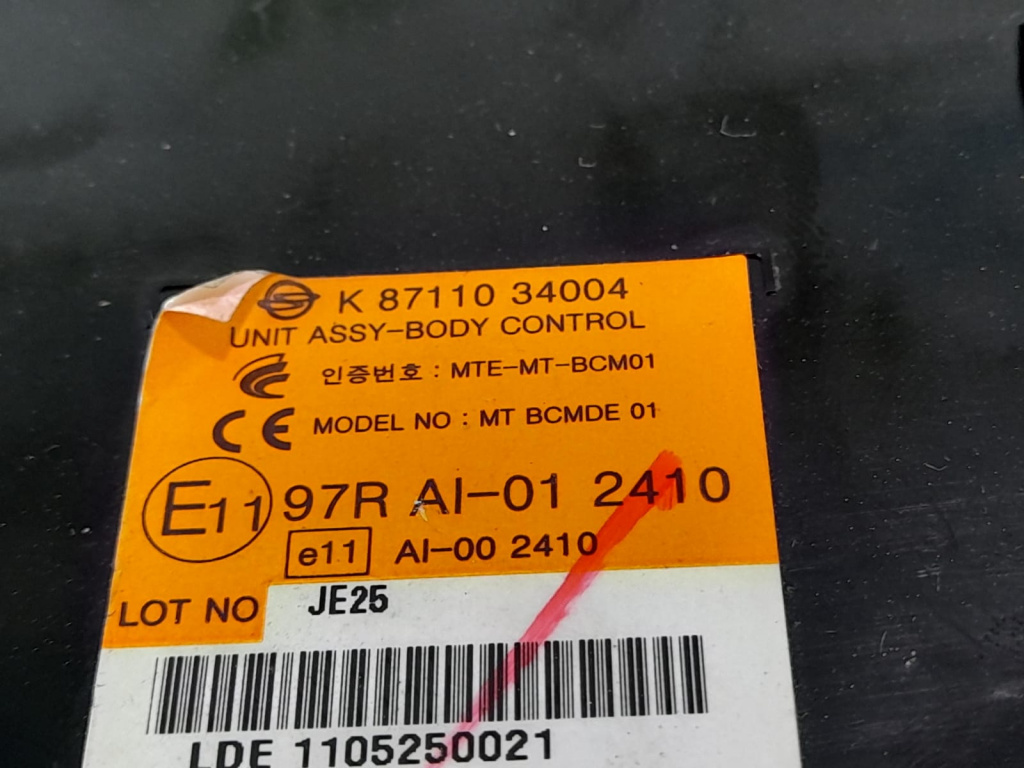 K 87110 34004
UNIT ASSY-BODY CONTROL
인증번호 : MTE-MT-BCM01
CE MODEL NO : MT BCMDE 01
E11 97R AI-01 2410
e11 AI-00 2410
LOT NO JE25
LDE 1105250021